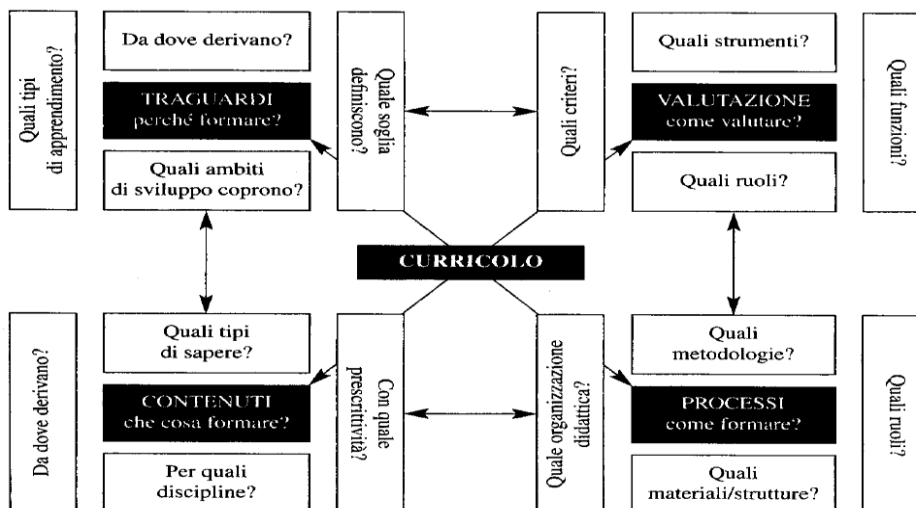 Quali tipi
di apprendimento?
Da dove derivano?
TRAGUARDI
perché formare?
Quali ambiti
di sviluppo coprono?
Quale soglia
definiscono?
Quali criteri?
Quali strumenti?
VALUTAZIONE
come valutare?
Quali ruoli?
Quali funzioni?
CURRICOLO
Da dove derivano?
Quali tipi
di sapere?
CONTENUTI
che cosa formare?
Per quali
discipline?
Con quale
prescrittività?
Quale organizzazione
didattica?
Quali
metodologie?
PROCESSI
come formare?
Quali
materiali/strutture?
Quali ruoli?